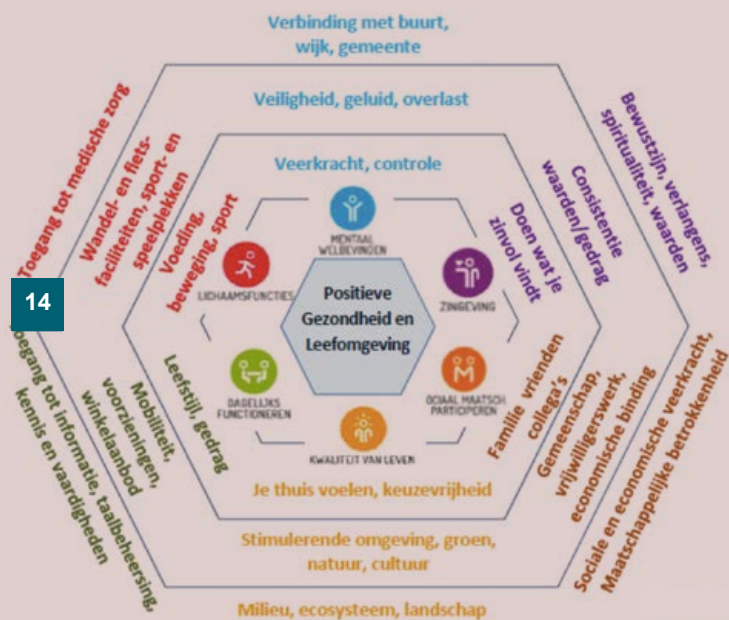 Verbinding met buurt,
wijk, gemeente
Veiligheid, geluid, overlast
Veerkracht, controle
MENTAAL
WELBEVINDEN
Toegang tot medische zorg
Wandel- en fiets-
faciliteiten, sport- en
speelplekken
Voeding,
beweging, sport
LICHAAMSFUNCTIES
Bewustzijn, verlangens,
spiritualiteit, waarden
Consistentie
waarden/gedrag
Doen wat je
zinvol vindt
ZINGEVING
Positieve
Gezondheid en
Leefomgeving
14
Toegang tot informatie, taalbeheersing,
kennis en vaardigheden
Mobiliteit,
voorzieningen,
winkelaanbod
Leefstijl, gedrag
DAGELIJKS
FUNCTIONEREN
OCIAAL MAATSCH.
PARTICIPEREN
Familie vrienden
collega's
Gemeenschap,
vrijwilligerswerk,
economische binding
Sociale en economische veerkracht,
Maatschappelijke betrokkenheid
KWALITEIT VAN LEVEN
Je thuis voelen, keuzevrijheid
Stimulerende omgeving, groen,
natuur, cultuur
Milieu, ecosysteem, landschap